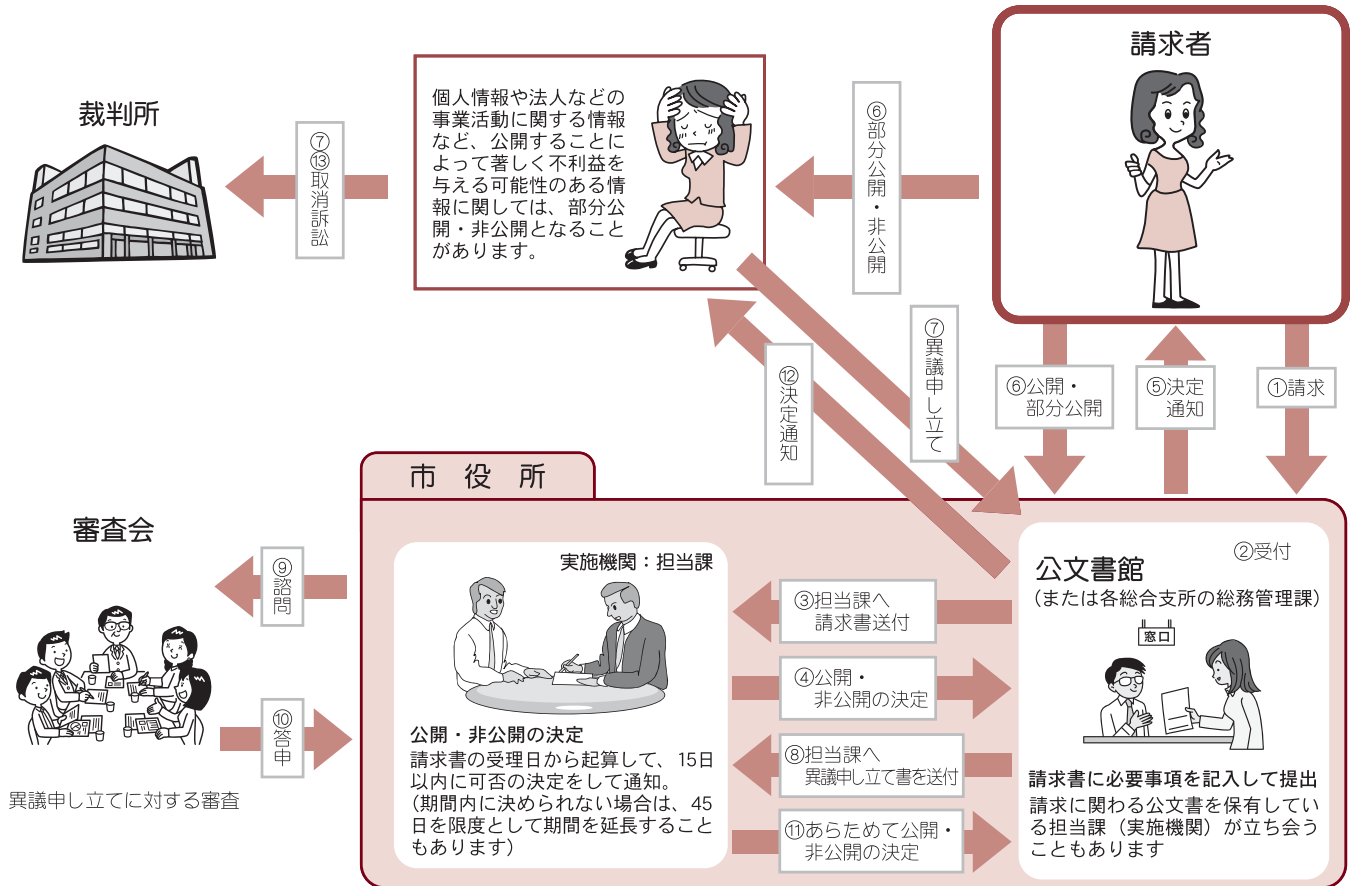 請求者
裁判所
個人情報や法人などの
事業活動に関する情報
など、公開することに
よって著しく不利益を
与える可能性のある情
報に関しては、部分公
開・非公開となること
があります。
⑥部分公開・非公開
⑦⑬取消訴訟
⑦異議申し立て
⑫決定通知
⑥公開・
部分公開
⑤決定
通知
①請求
市役所
審査会
⑨諮問
⑩答申
異議申し立てに対する審査
実施機関：担当課
公開・非公開の決定
請求書の受理日から起算して、15日
以内に可否の決定をして通知。
（期間内に決められない場合は、45
日を限度として期間を延長すること
もあります）
③担当課へ
請求書送付
④公開・
非公開の決定
⑧担当課へ
異議申し立て書を送付
⑪あらためて公開・
非公開の決定
②受付
公文書館
（または各総合支所の総務管理課）
窓口
請求書に必要事項を記入して提出
請求に関わる公文書を保有してい
る担当課（実施機関）が立ち会う
こともあります